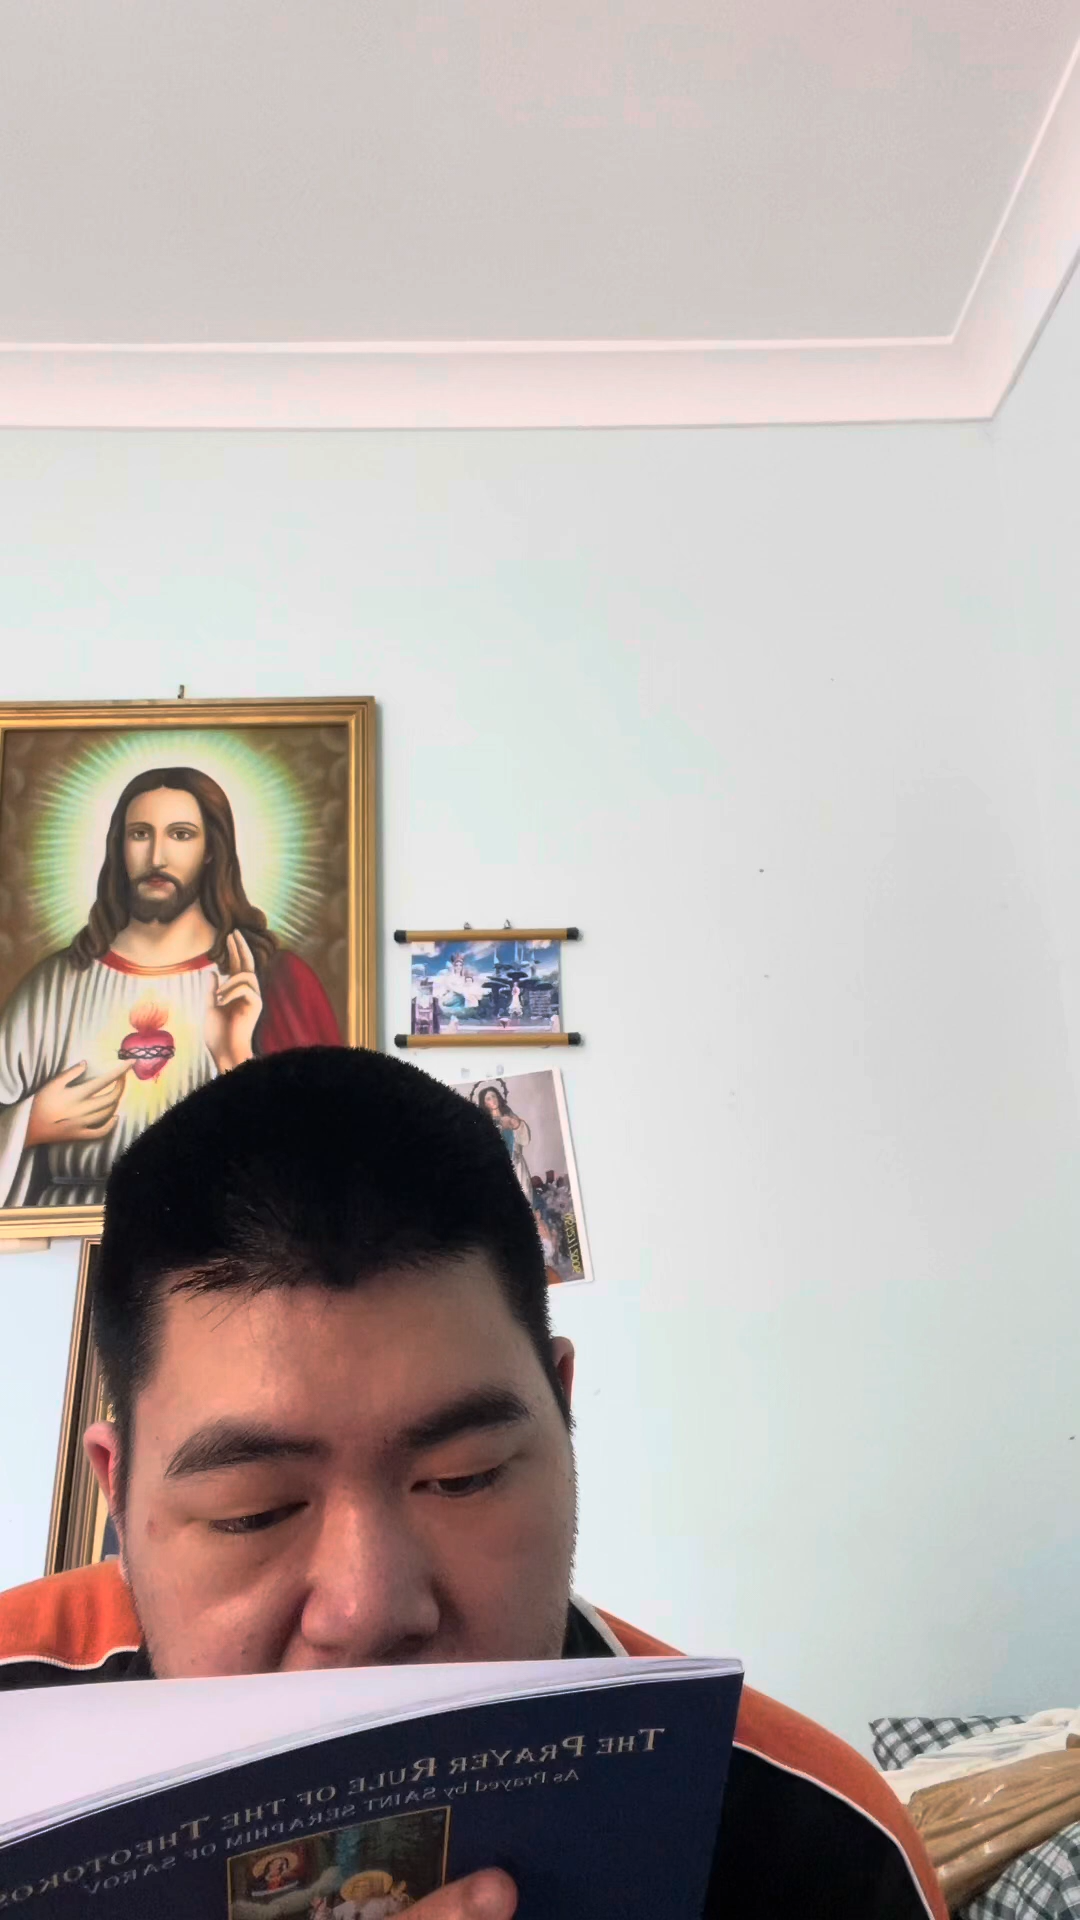 THE PRAYER RULE OF THE THEOTOKOS
As Prayed by SAINT SERAPHIM OF SAROV